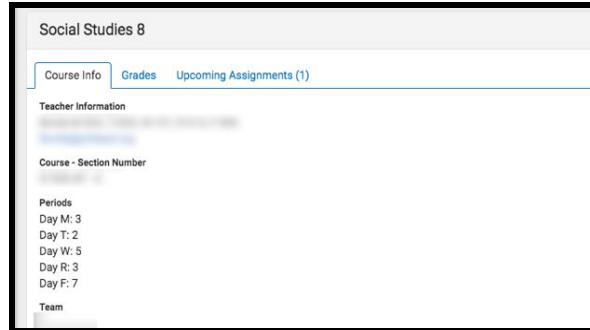 Social Studies 8
Course Info Grades Upcoming Assignments (1)
Teacher Information
Course - Section Number
Periods
Day M: 3
Day T: 2
Day W: 5
Day R: 3
Day F: 7
Team